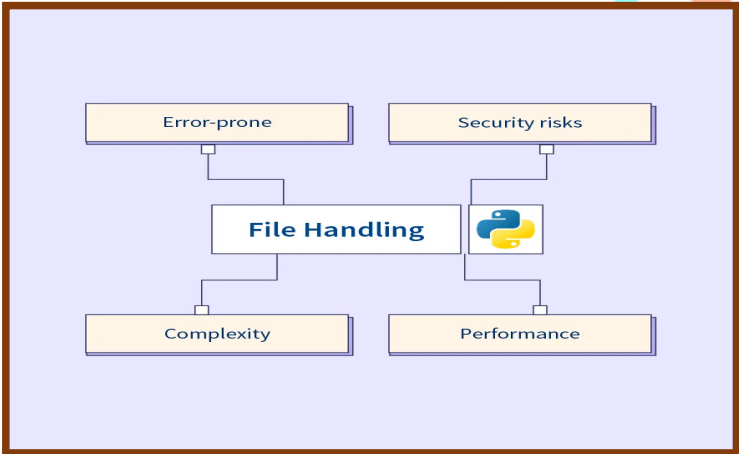 Error-prone
Security risks
File Handling
Complexity
Performance